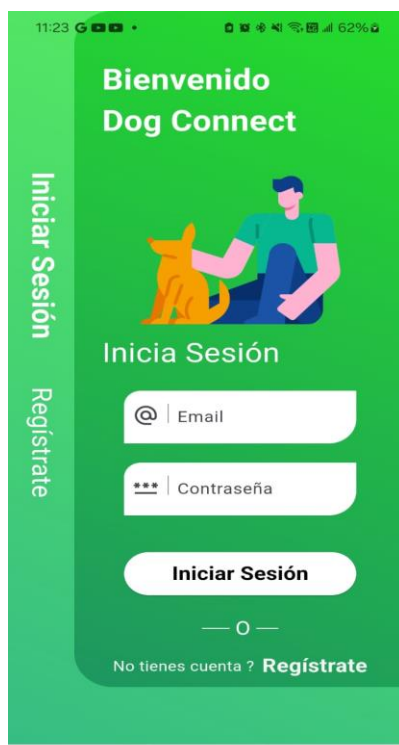 11:23 G
62%
Bienvenido
Dog Connect
Iniciar Sesión
Regístrate
Inicia Sesión
@ Email
*** Contraseña
Iniciar Sesión
— O —
No tienes cuenta ? Regístrate